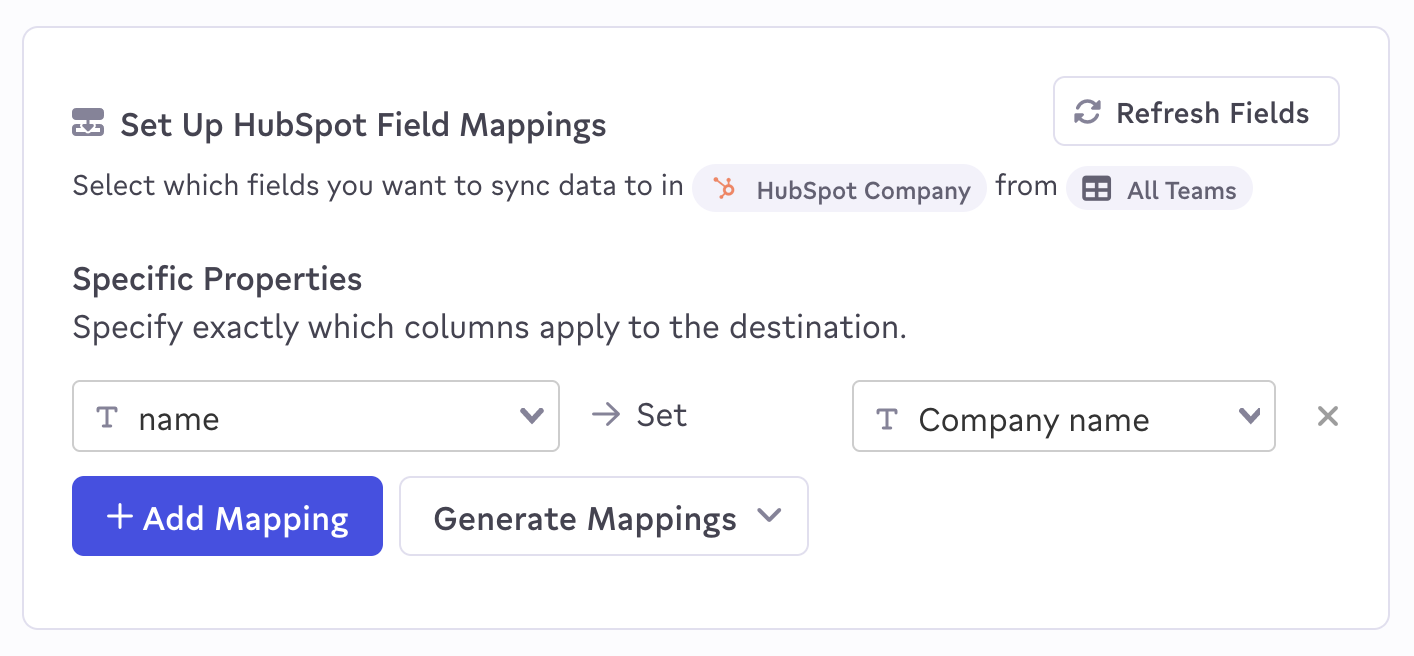 Set Up HubSpot Field Mappings
Refresh Fields
Select which fields you want to sync data to in HubSpot Company from All Teams
Specific Properties
Specify exactly which columns apply to the destination.
T name → Set T Company name ×
+ Add Mapping Generate Mappings